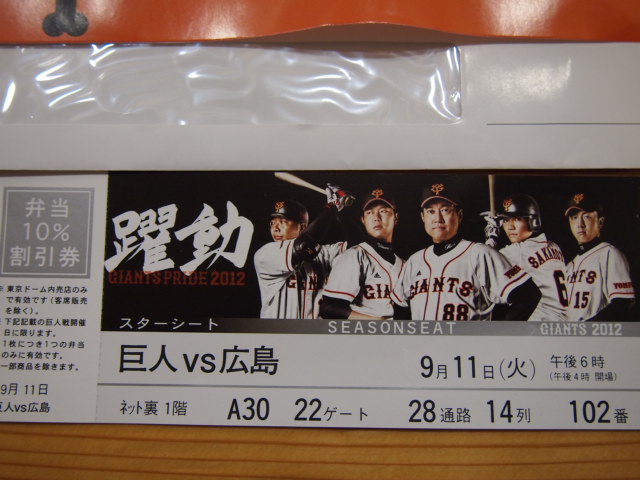 弁当
10%
割引券
※東京ドーム内売店のみ
で有効です(客席販売
を除く)。
※下記記載の巨人戦開催
日に限ります。
1枚につき1つの弁当
のみに有効です。
一部商品を除きます。
9月11日
巨人vs広島
躍動
GIANTS PRIDE 2012
GIANTS
GIANTS
88
SAKAMOTO
6
GIANTS
15
スターシート
SEASONSEAT
GIANTS 2012
巨人vs広島
9月11日(火)
午後6時
(午後4時 開場)
ネット裏 1階 A30 22ゲート 28通路 14列 102番